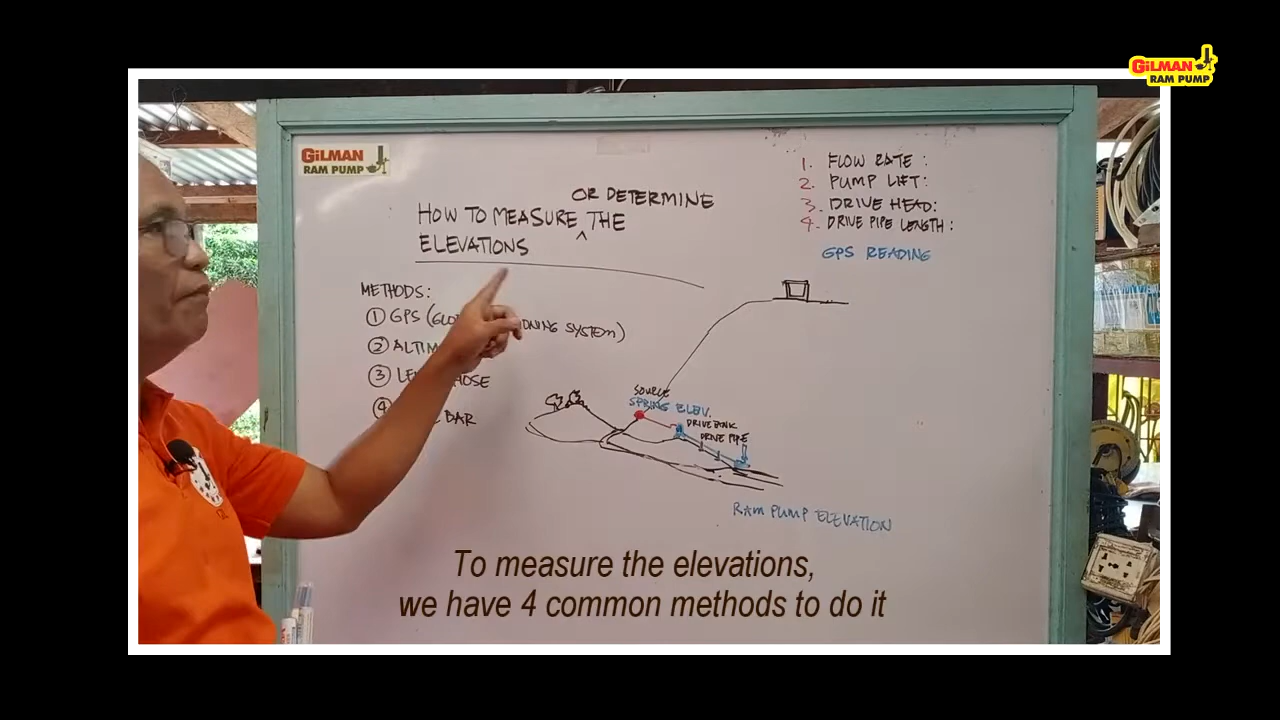 GILMAN
RAM PUMP
GILMAN
RAM PUMP
OR DETERMINE
HOW TO MEASURE ^ THE
ELEVATIONS
METHODS:
① GPS ( SYSTEM)
②
③
④ BAR
1. FLOW RATE :
2. PUMP LIFT:
3. DRIVE HEAD:
4. DRIVE PIPE LENGTH :
GPS READING
SOURCE
SPRING ELEV.
DRIVE TANK
DRIVE PIPE
RAM PUMP ELEVATION
To measure the elevations,
we have 4 common methods to do it